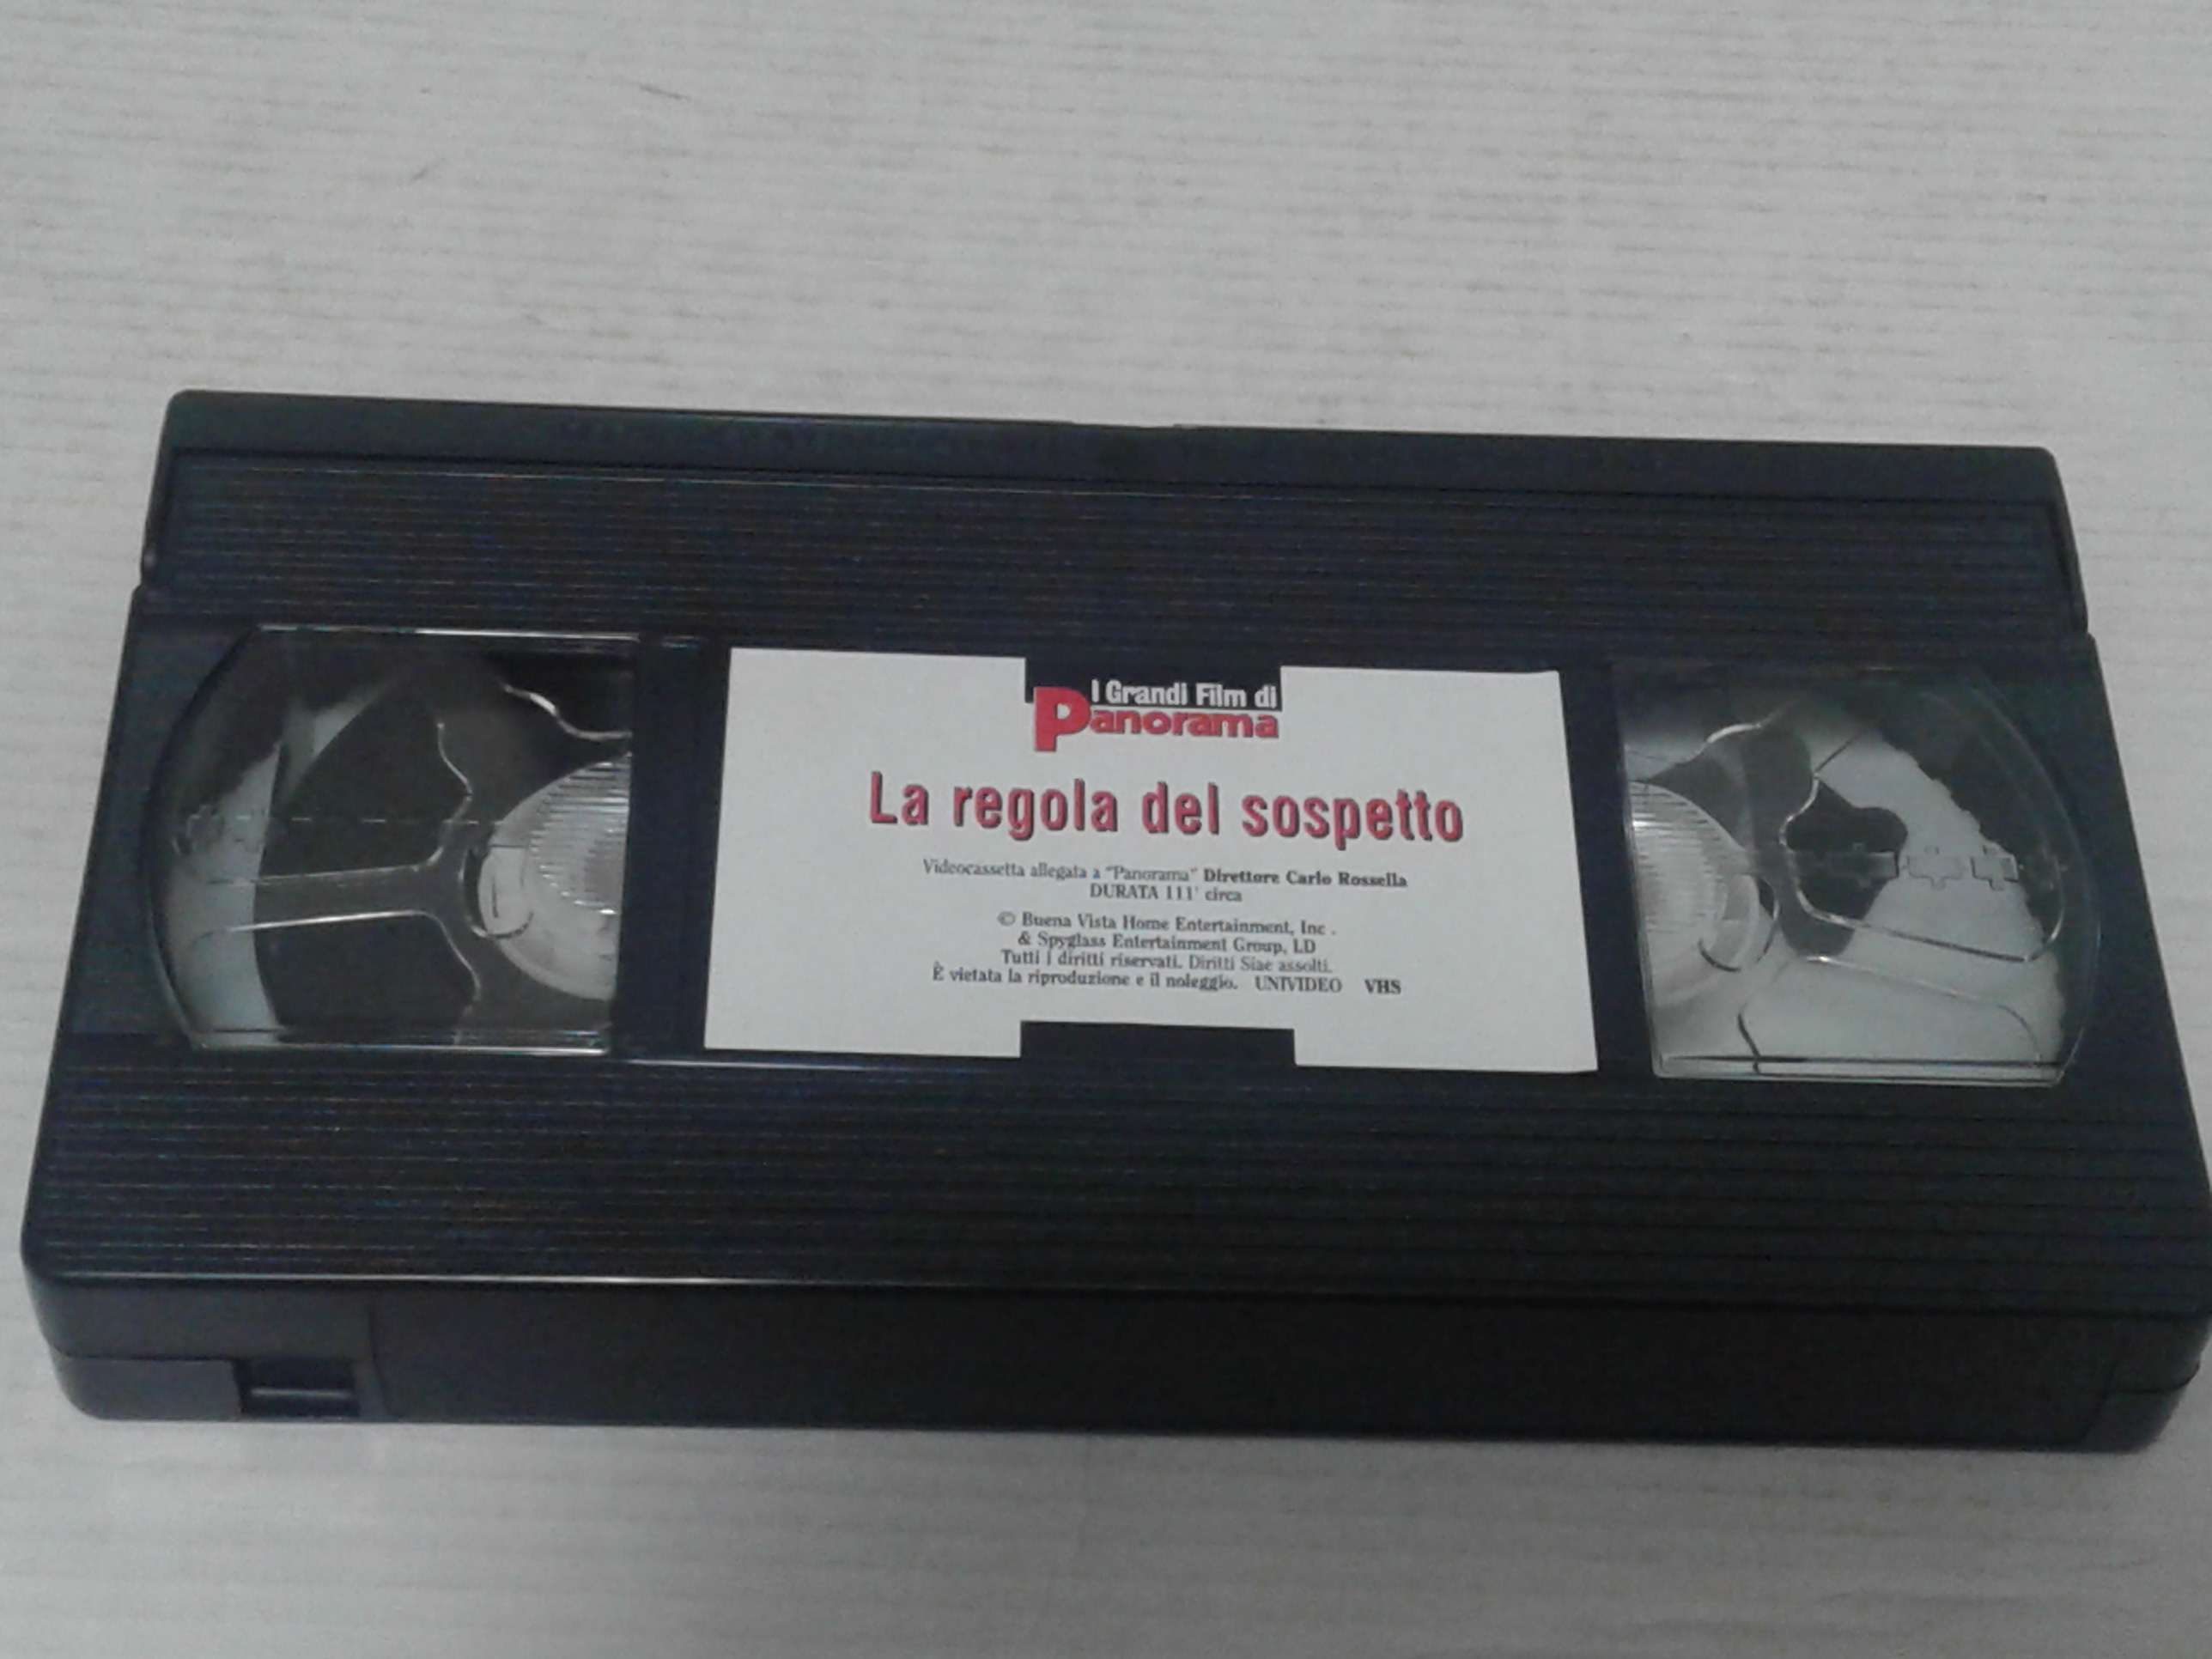 I Grandi Film di
Panorama
La regola del sospetto
Videocassetta allegata a "Panorama" Direttore Carlo Rossella
DURATA 111' circa
© Buena Vista Home Entertainment, Inc.
& Spyglass Entertainment Group, LD
Tutti i diritti riservati. Diritti Siae assolti.
È vietata la riproduzione e il noleggio. UNIVIDEO VHS